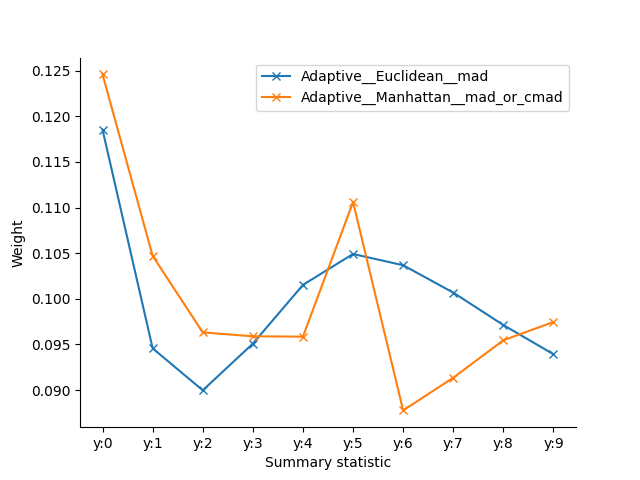 Adaptive__Euclidean__mad
Adaptive__Manhattan__mad_or_cmad
Weight
0.125
0.120
0.115
0.110
0.105
0.100
0.095
0.090
y:0 y:1 y:2 y:3 y:4 y:5 y:6 y:7 y:8 y:9
Summary statistic